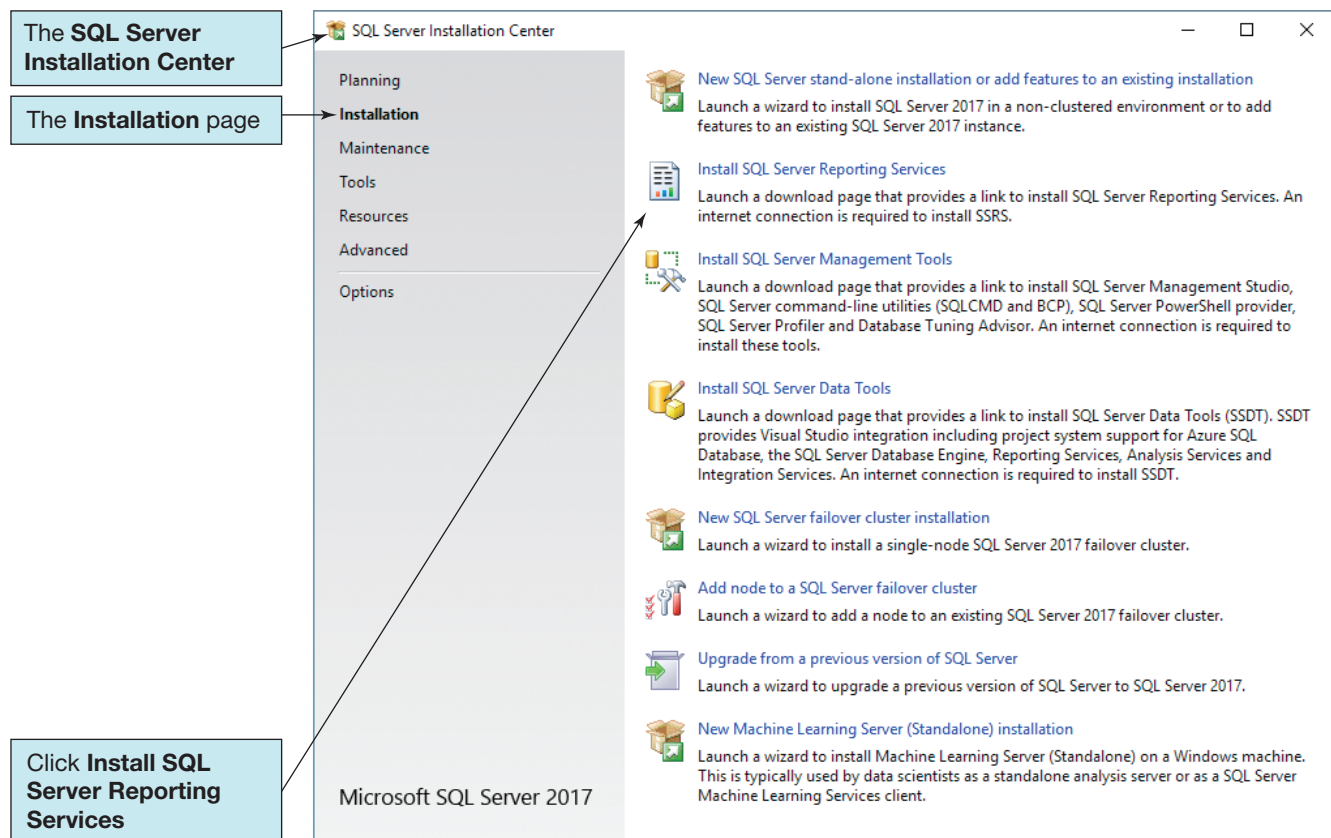 The SQL Server
Installation Center
The Installation page
Click Install SQL
Server Reporting
Services
SQL Server Installation Center
Planning
Installation
Maintenance
Tools
Resources
Advanced
Options
Microsoft SQL Server 2017
New SQL Server stand-alone installation or add features to an existing installation
Launch a wizard to install SQL Server 2017 in a non-clustered environment or to add
features to an existing SQL Server 2017 instance.
Install SQL Server Reporting Services
Launch a download page that provides a link to install SQL Server Reporting Services. An
internet connection is required to install SSRS.
Install SQL Server Management Tools
Launch a download page that provides a link to install SQL Server Management Studio,
SQL Server command-line utilities (SQLCMD and BCP), SQL Server PowerShell provider,
SQL Server Profiler and Database Tuning Advisor. An internet connection is required to
install these tools.
Install SQL Server Data Tools
Launch a download page that provides a link to install SQL Server Data Tools (SSDT). SSDT
provides Visual Studio integration including project system support for Azure SQL
Database, the SQL Server Database Engine, Reporting Services, Analysis Services and
Integration Services. An internet connection is required to install SSDT.
New SQL Server failover cluster installation
Launch a wizard to install a single-node SQL Server 2017 failover cluster.
Add node to a SQL Server failover cluster
Launch a wizard to add a node to an existing SQL Server 2017 failover cluster.
Upgrade from a previous version of SQL Server
Launch a wizard to upgrade a previous version of SQL Server to SQL Server 2017.
New Machine Learning Server (Standalone) installation
Launch a wizard to install Machine Learning Server (Standalone) on a Windows machine.
This is typically used by data scientists as a standalone analysis server or as a SQL Server
Machine Learning Services client.